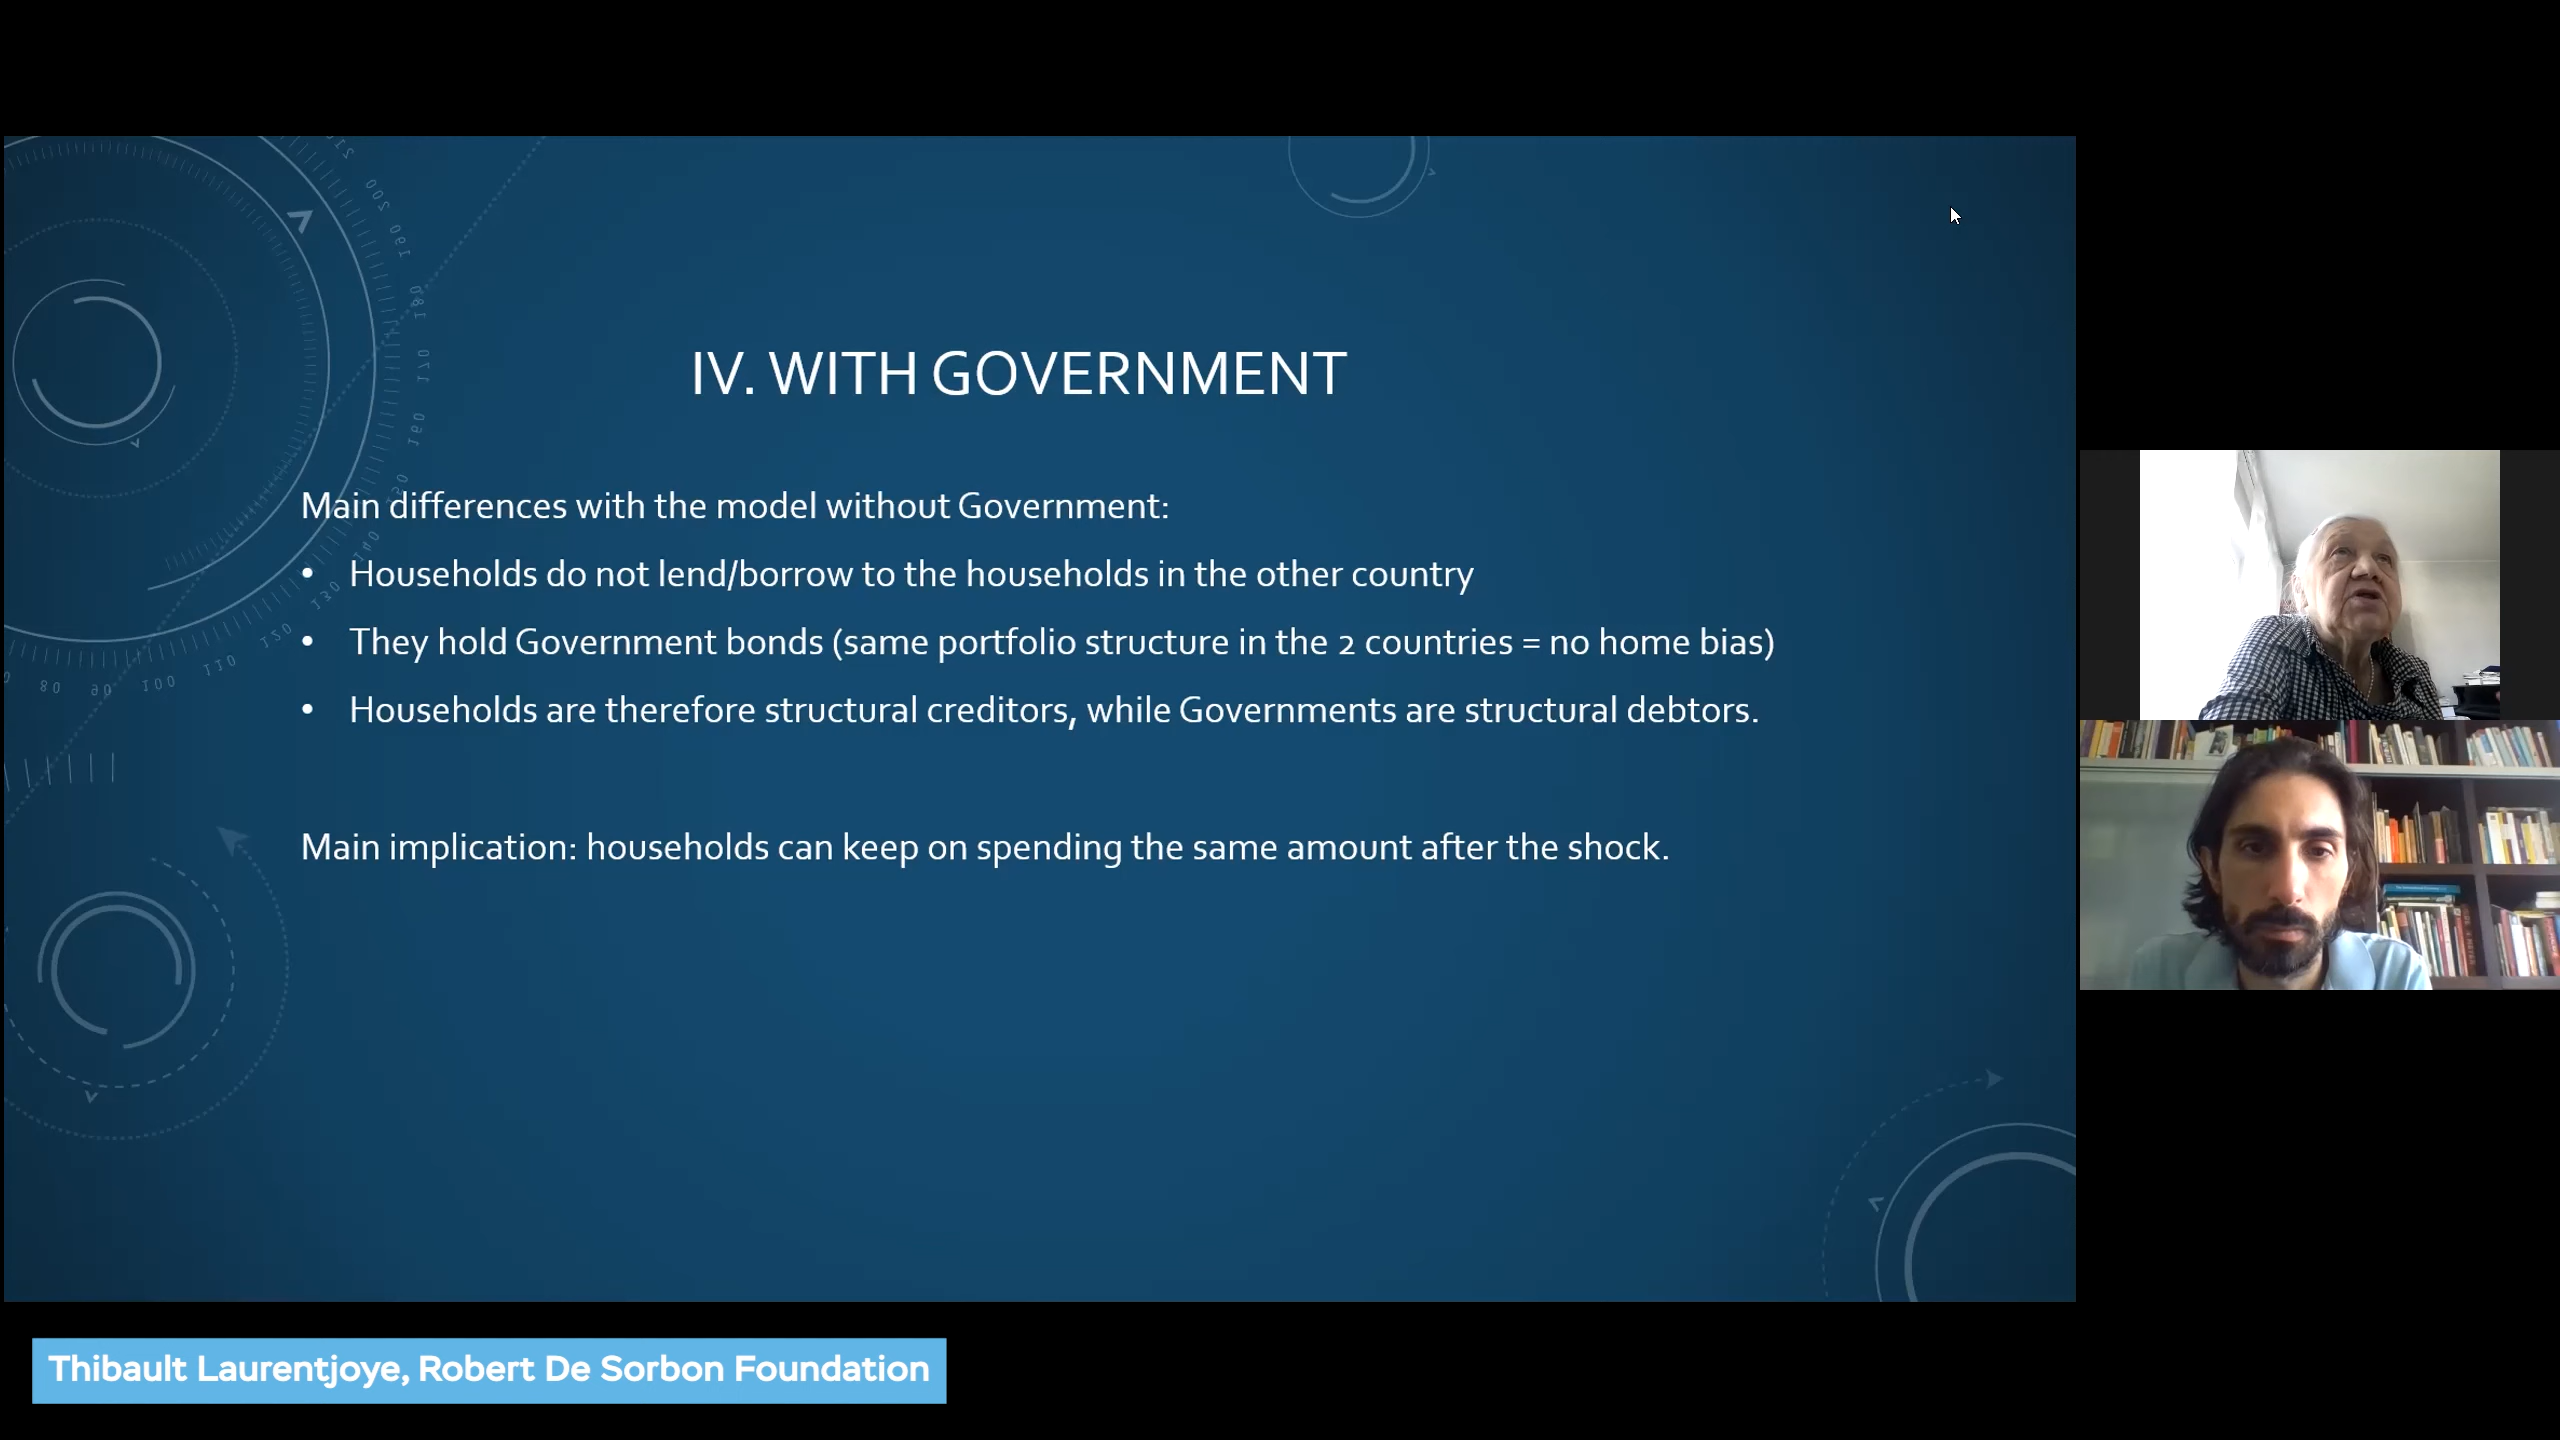 IV. WITH GOVERNMENT
Main differences with the model without Government:
• Households do not lend/borrow to the households in the other country
• They hold Government bonds (same portfolio structure in the 2 countries = no home bias)
• Households are therefore structural creditors, while Governments are structural debtors.
Main implication: households can keep on spending the same amount after the shock.
Thibault Laurentjoye, Robert De Sorbon Foundation